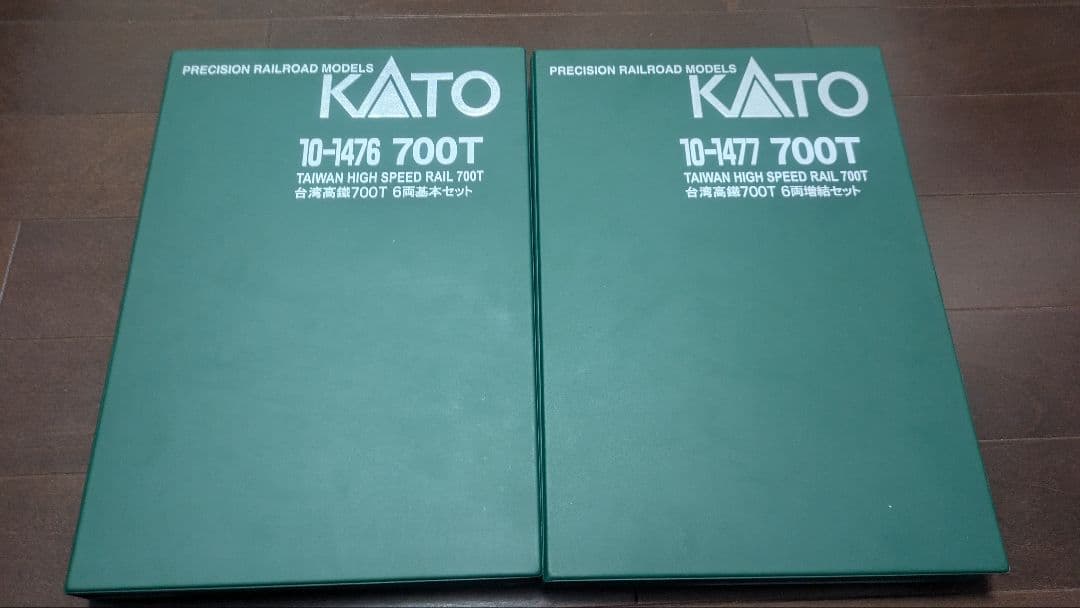 PRECISION RAILROAD MODELS
KATO
10-1476 700T
TAIWAN HIGH SPEED RAIL 700T
台湾高鐵700T 6両基本セット
PRECISION RAILROAD MODELS
KATO
10-1477 700T
TAIWAN HIGH SPEED RAIL 700T
台湾高鐵700T 6両増結セット